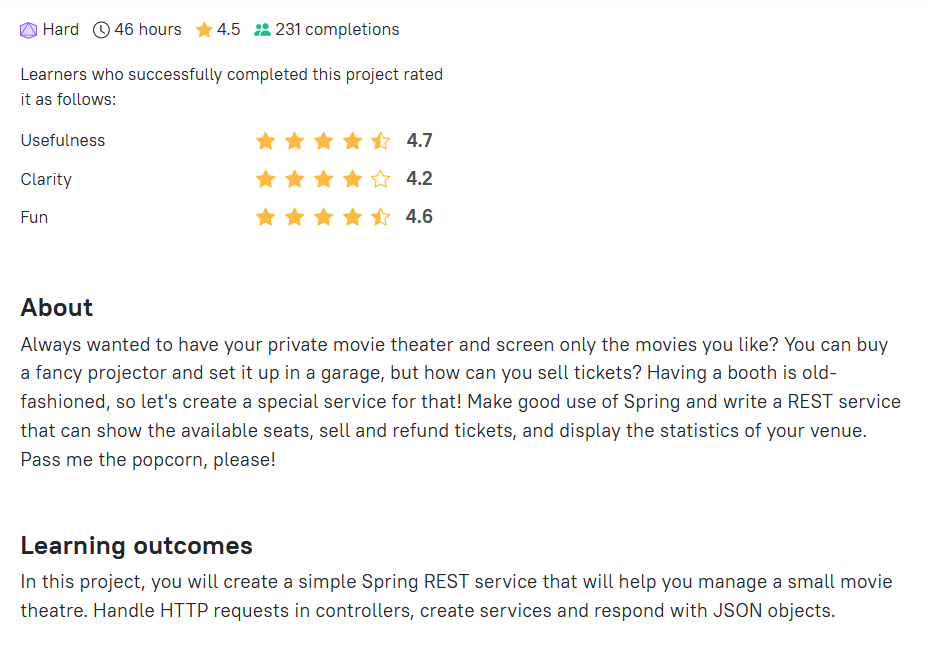 Hard 46 hours 4.5 231 completions
Learners who successfully completed this project rated
it as follows:
Usefulness 4.7
Clarity 4.2
Fun 4.6
About
Always wanted to have your private movie theater and screen only the movies you like? You can buy
a fancy projector and set it up in a garage, but how can you sell tickets? Having a booth is old-
fashioned, so let's create a special service for that! Make good use of Spring and write a REST service
that can show the available seats, sell and refund tickets, and display the statistics of your venue.
Pass me the popcorn, please!
Learning outcomes
In this project, you will create a simple Spring REST service that will help you manage a small movie
theatre. Handle HTTP requests in controllers, create services and respond with JSON objects.